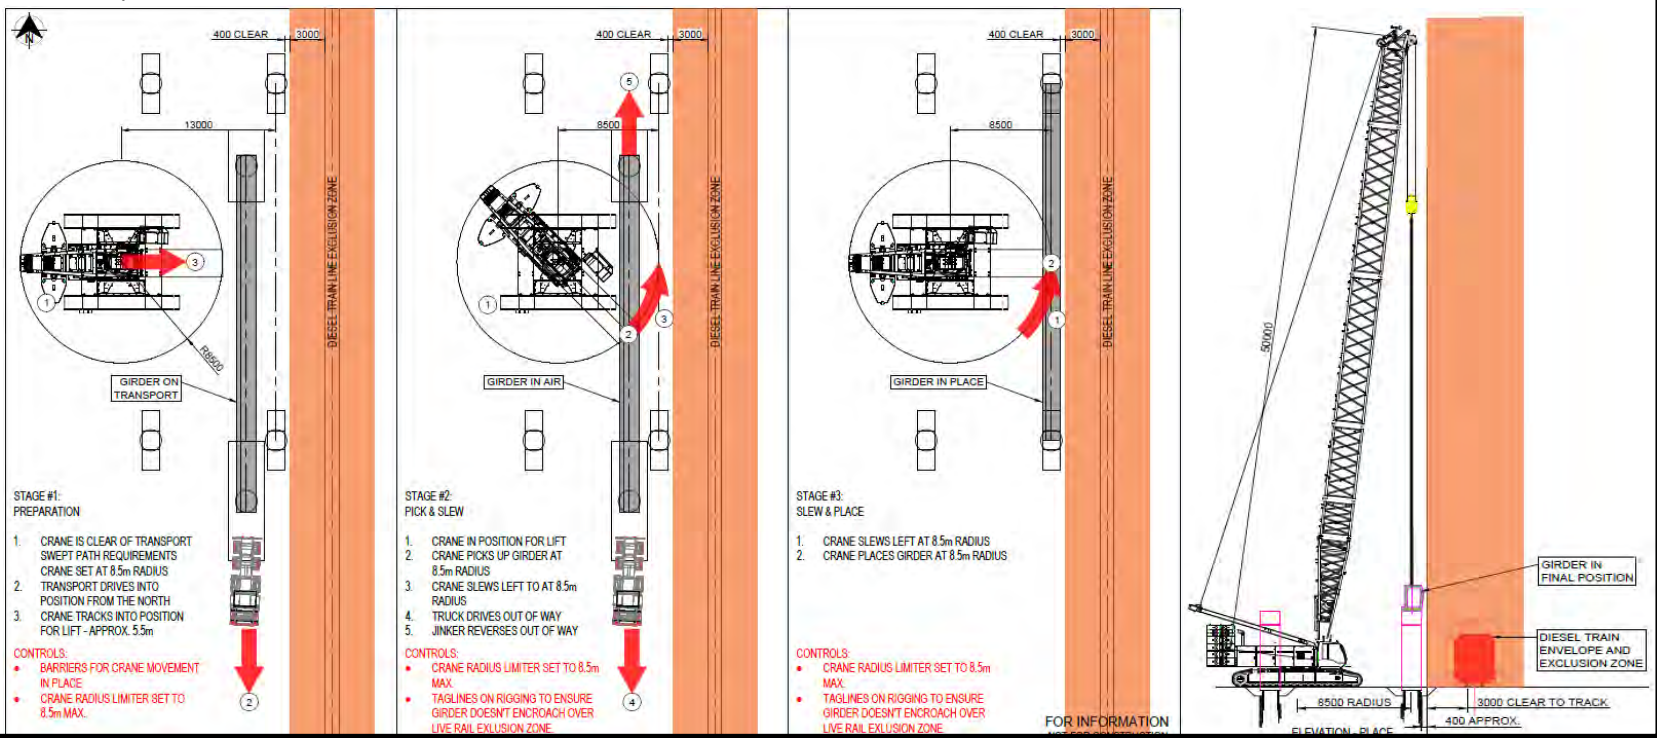 N
400 CLEAR
3000
13000
DIESEL TRAIN LINE EXCLUSION ZONE
3
1
R8500
GIRDER ON
TRANSPORT
STAGE #1:
PREPARATION
1. CRANE IS CLEAR OF TRANSPORT
SWEPT PATH REQUIREMENTS
CRANE SET AT 8.5m RADIUS
2. TRANSPORT DRIVES INTO
POSITION FROM THE NORTH
3. CRANE TRACKS INTO POSITION
FOR LIFT - APPROX. 5.5m
CONTROLS:
• BARRIERS FOR CRANE MOVEMENT
IN PLACE
• CRANE RADIUS LIMITER SET TO
8.5m MAX.
2
400 CLEAR
3000
5
8500
DIESEL TRAIN LINE EXCLUSION ZONE
1
2
3
GIRDER IN AIR
STAGE #2:
PICK & SLEW
1. CRANE IN POSITION FOR LIFT
2. CRANE PICKS UP GIRDER AT
8.5m RADIUS
3. CRANE SLEWS LEFT TO AT 8.5m
RADIUS
4. TRUCK DRIVES OUT OF WAY
5. JINKER REVERSES OUT OF WAY
CONTROLS:
• CRANE RADIUS LIMITER SET TO 8.5m
MAX.
• TAGLINES ON RIGGING TO ENSURE
GIRDER DOESN'T ENCROACH OVER
LIVE RAIL EXLUSION ZONE.
4
400 CLEAR
3000
8500
DIESEL TRAIN LINE EXCLUSION ZONE
2
1
GIRDER IN PLACE
STAGE #3:
SLEW & PLACE
1. CRANE SLEWS LEFT AT 8.5m RADIUS
2. CRANE PLACES GIRDER AT 8.5m RADIUS
CONTROLS:
• CRANE RADIUS LIMITER SET TO 8.5m
MAX.
• TAGLINES ON RIGGING TO ENSURE
GIRDER DOESN'T ENCROACH OVER
LIVE RAIL EXLUSION ZONE.
FOR INFORMATION
NOT FOR CONSTRUCTION
50000
GIRDER IN
FINAL POSITION
DIESEL TRAIN
ENVELOPE AND
EXCLUSION ZONE
8500 RADIUS
3000 CLEAR TO TRACK
400 APPROX.
ELEVATION - PLACE